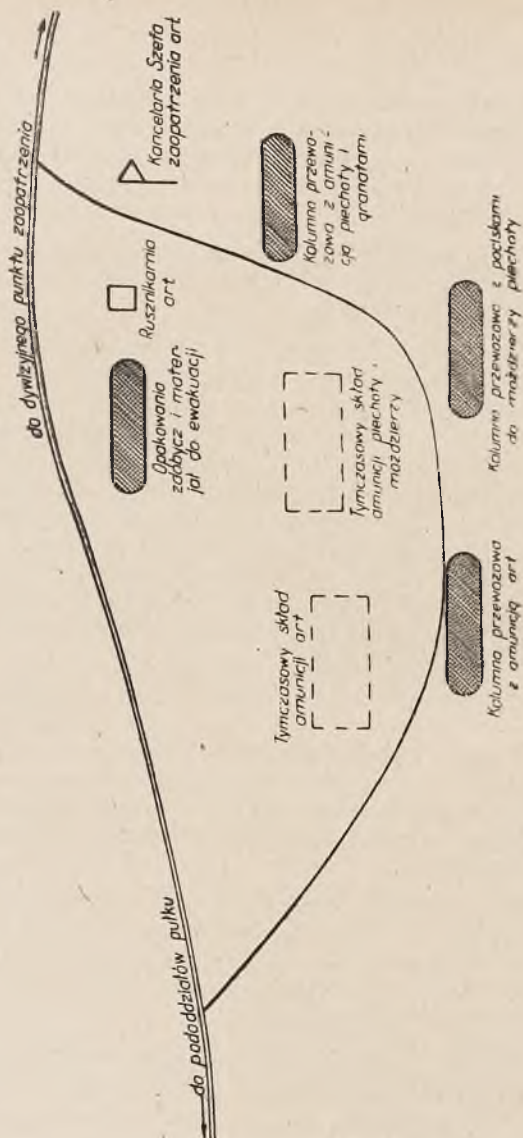 do dywizyjnego punktu zaopatrzenia
Kancelaria Szefa
zaopatrzenia art
Rusznikarnia
art
Opakowania
zdobycz i mater-
jał do ewakuacji
Kolumna przewo-
zowa z amuni-
cją piechoty i
granatami
Tymczasowy skład
amunicji piechoty i
moździerzy
Tymczasowy skład
amunicji art
Kolumna przewozowa z pociskami
do moździerzy piechoty
Kolumna przewozowa
z amunicją art
do pododdziałów pułku